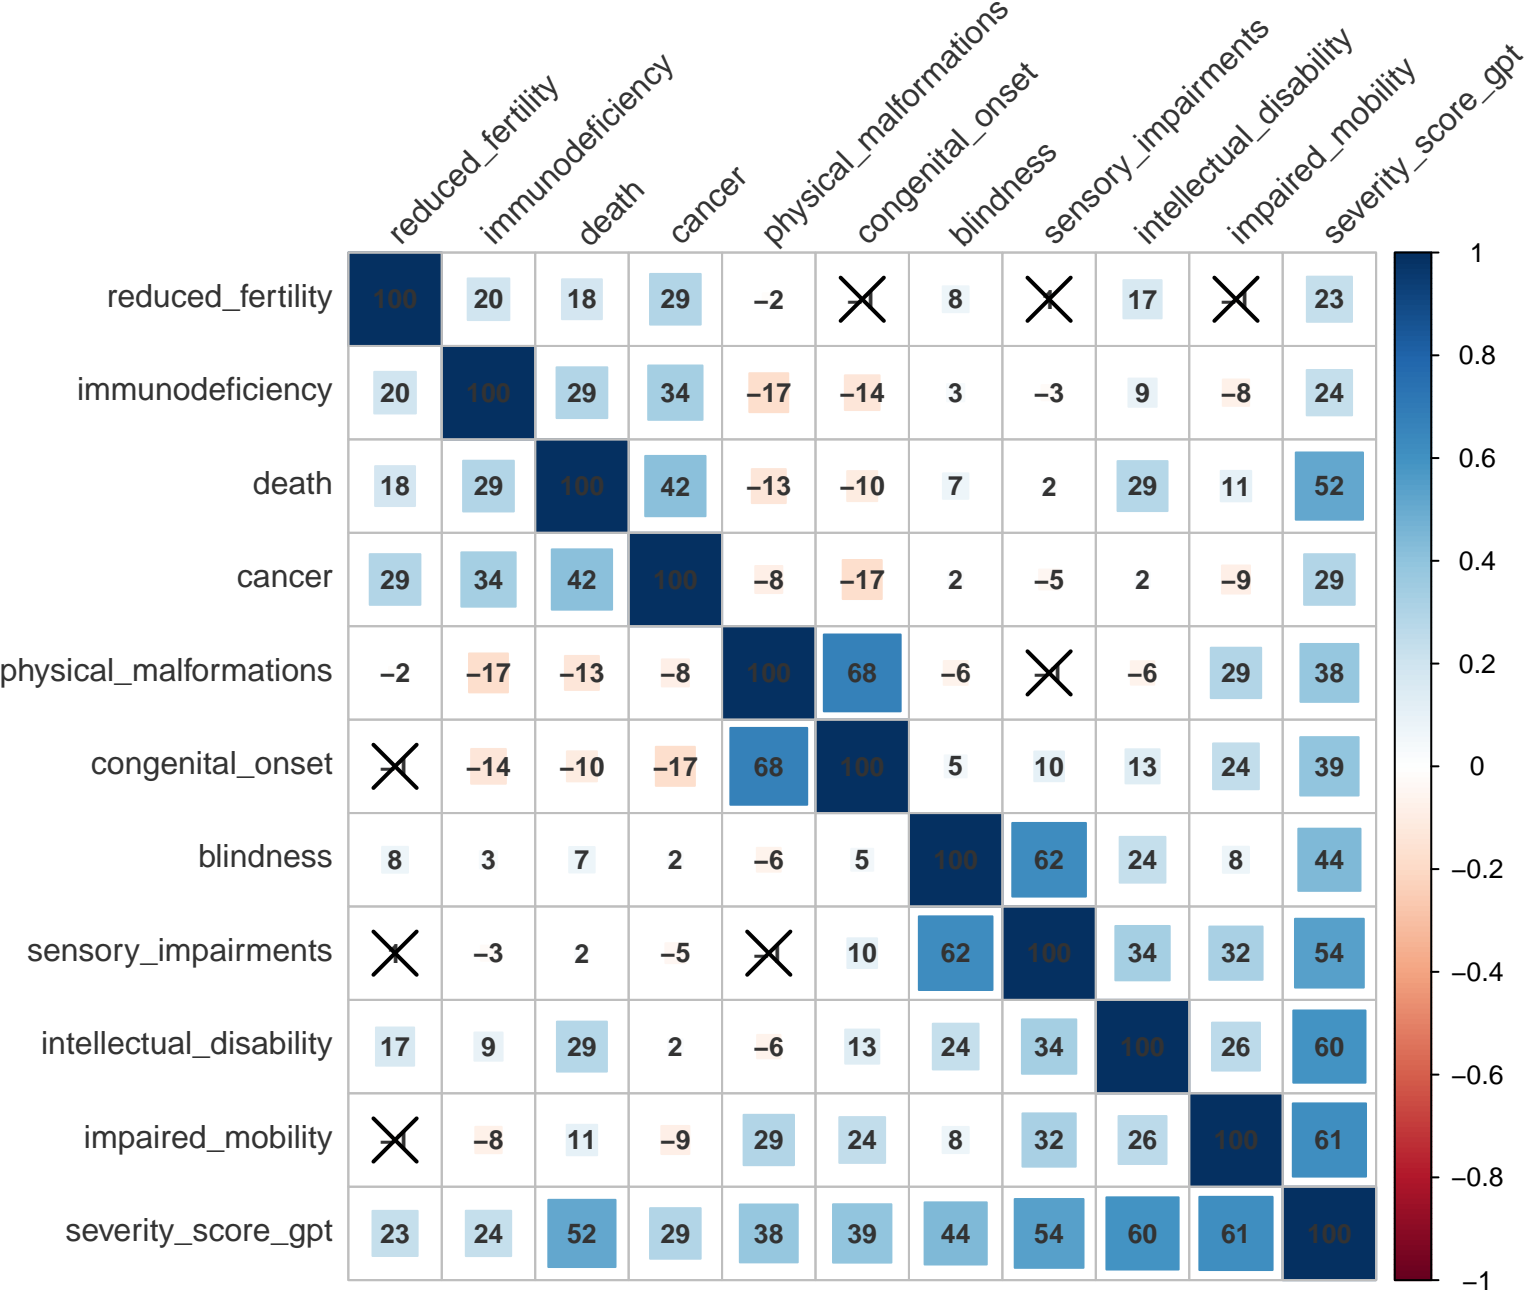 reduced_fertility
immunodeficiency
death
cancer
physical_malformations
congenital_onset
blindness
sensory_impairments
intellectual_disability
impaired_mobility
severity_score_gpt
reduced_fertility 100 20 18 29 −2 8 17 23
immunodeficiency 20 100 29 34 −17 −14 3 −3 9 −8 24
death 18 29 100 42 −13 −10 7 2 29 11 52
cancer 29 34 42 100 −8 −17 2 −5 2 −9 29
physical_malformations −2 −17 −13 −8 100 68 −6 −6 29 38
congenital_onset −14 −10 −17 68 100 5 10 13 24 39
blindness 8 3 7 2 −6 5 100 62 24 8 44
sensory_impairments −3 2 −5 10 62 100 34 32 54
intellectual_disability 17 9 29 2 −6 13 24 34 100 26 60
impaired_mobility −8 11 −9 29 24 8 32 26 100 61
severity_score_gpt 23 24 52 29 38 39 44 54 60 61 100
1
0.8
0.6
0.4
0.2
0
−0.2
−0.4
−0.6
−0.8
−1